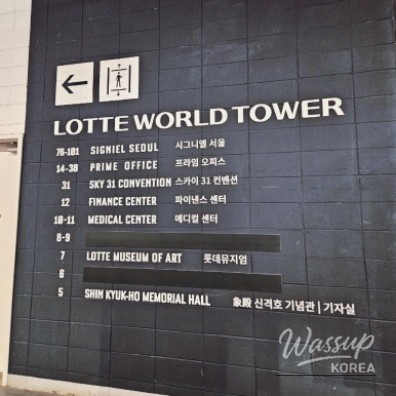 LOTTE WORLD TOWER
76-101 SIGNIEL SEOUL 시그니엘 서울
14-38 PRIME OFFICE 프라임 오피스
31 SKY 31 CONVENTION 스카이 31 컨벤션
12 FINANCE CENTER 파이낸스 센터
10-11 MEDICAL CENTER 메디컬 센터
8-9
7 LOTTE MUSEUM OF ART 롯데뮤지엄
6
5 SHIN KYUK-HO MEMORIAL HALL 象殿 신격호 기념관 | 기자실
Wassup
KOREA